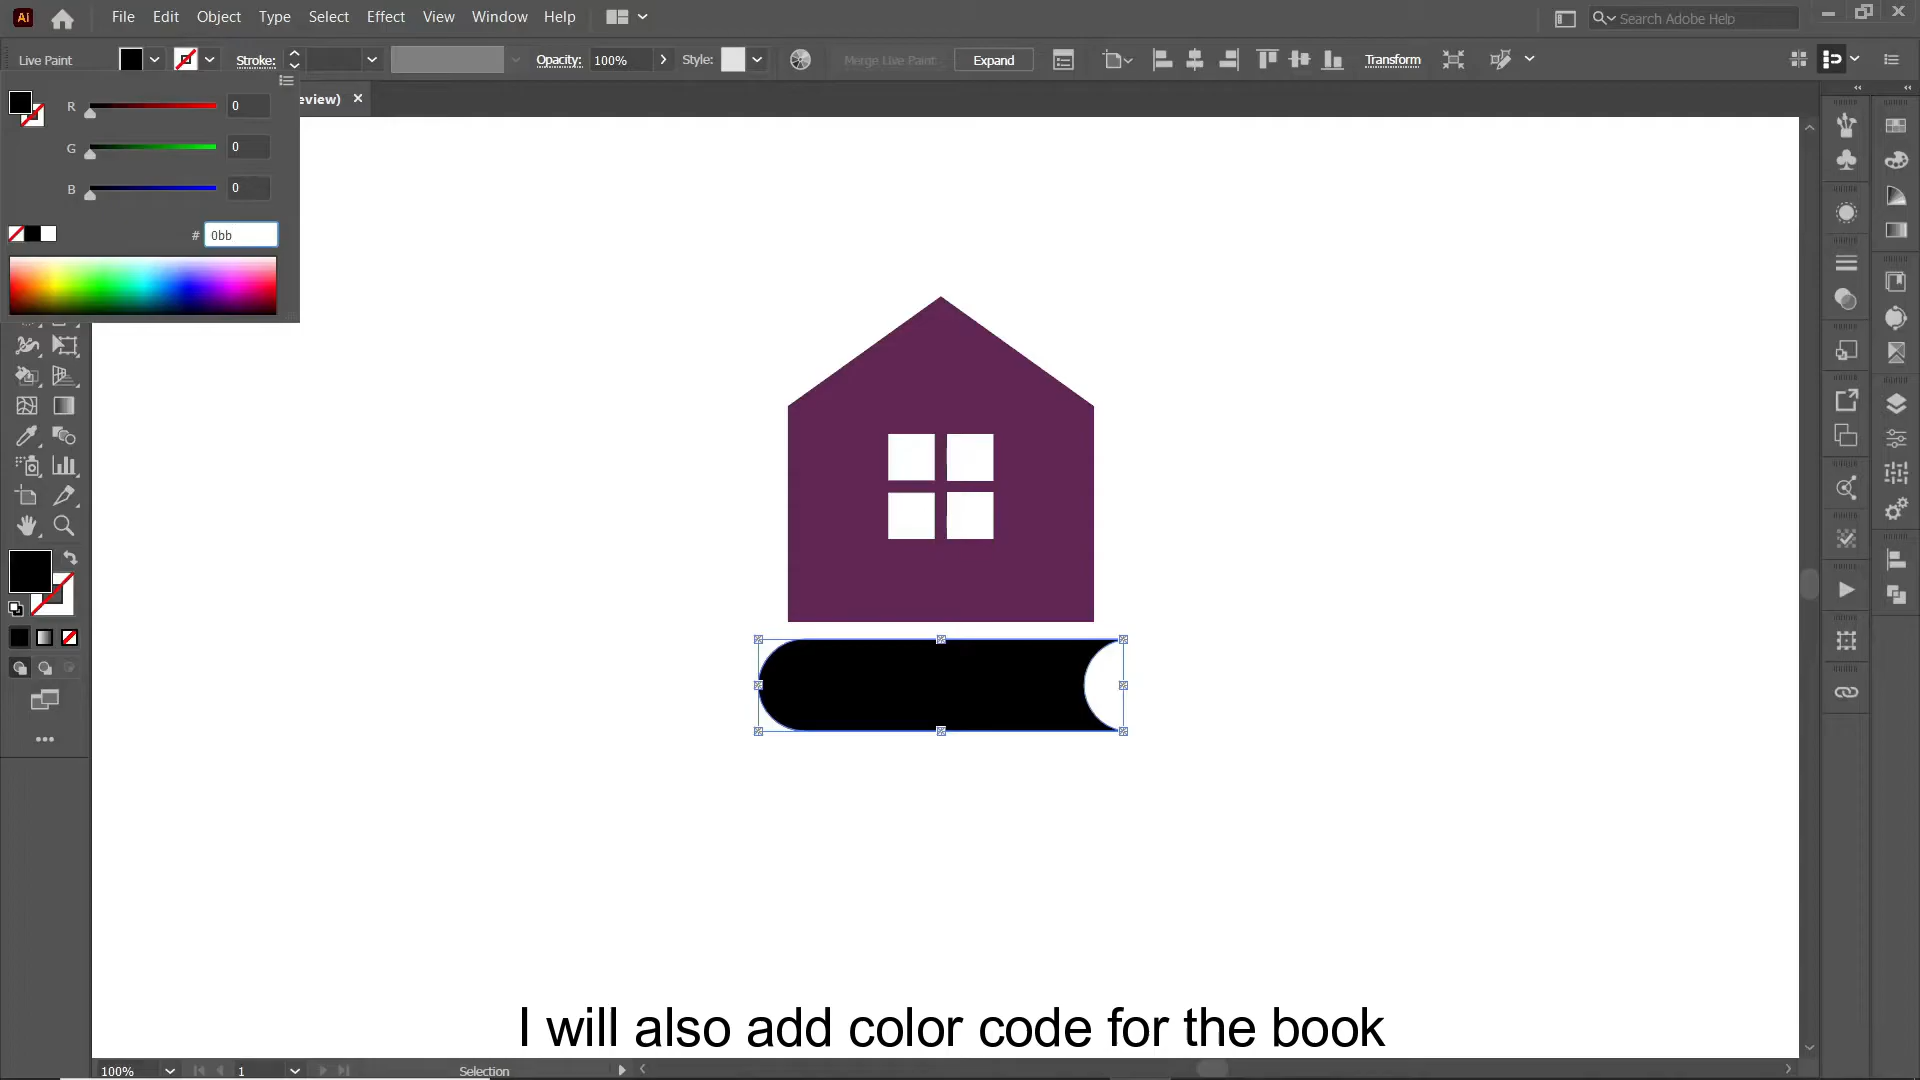 Ai File Edit Object Type Select Effect View Window Help Search Adobe Help
Live Paint Stroke: Opacity: 100% Style: Merge Live Paint Expand Transform
eview) ×
R 0
G 0
B 0
# 0bb
I will also add color code for the book
100% 1 Selection